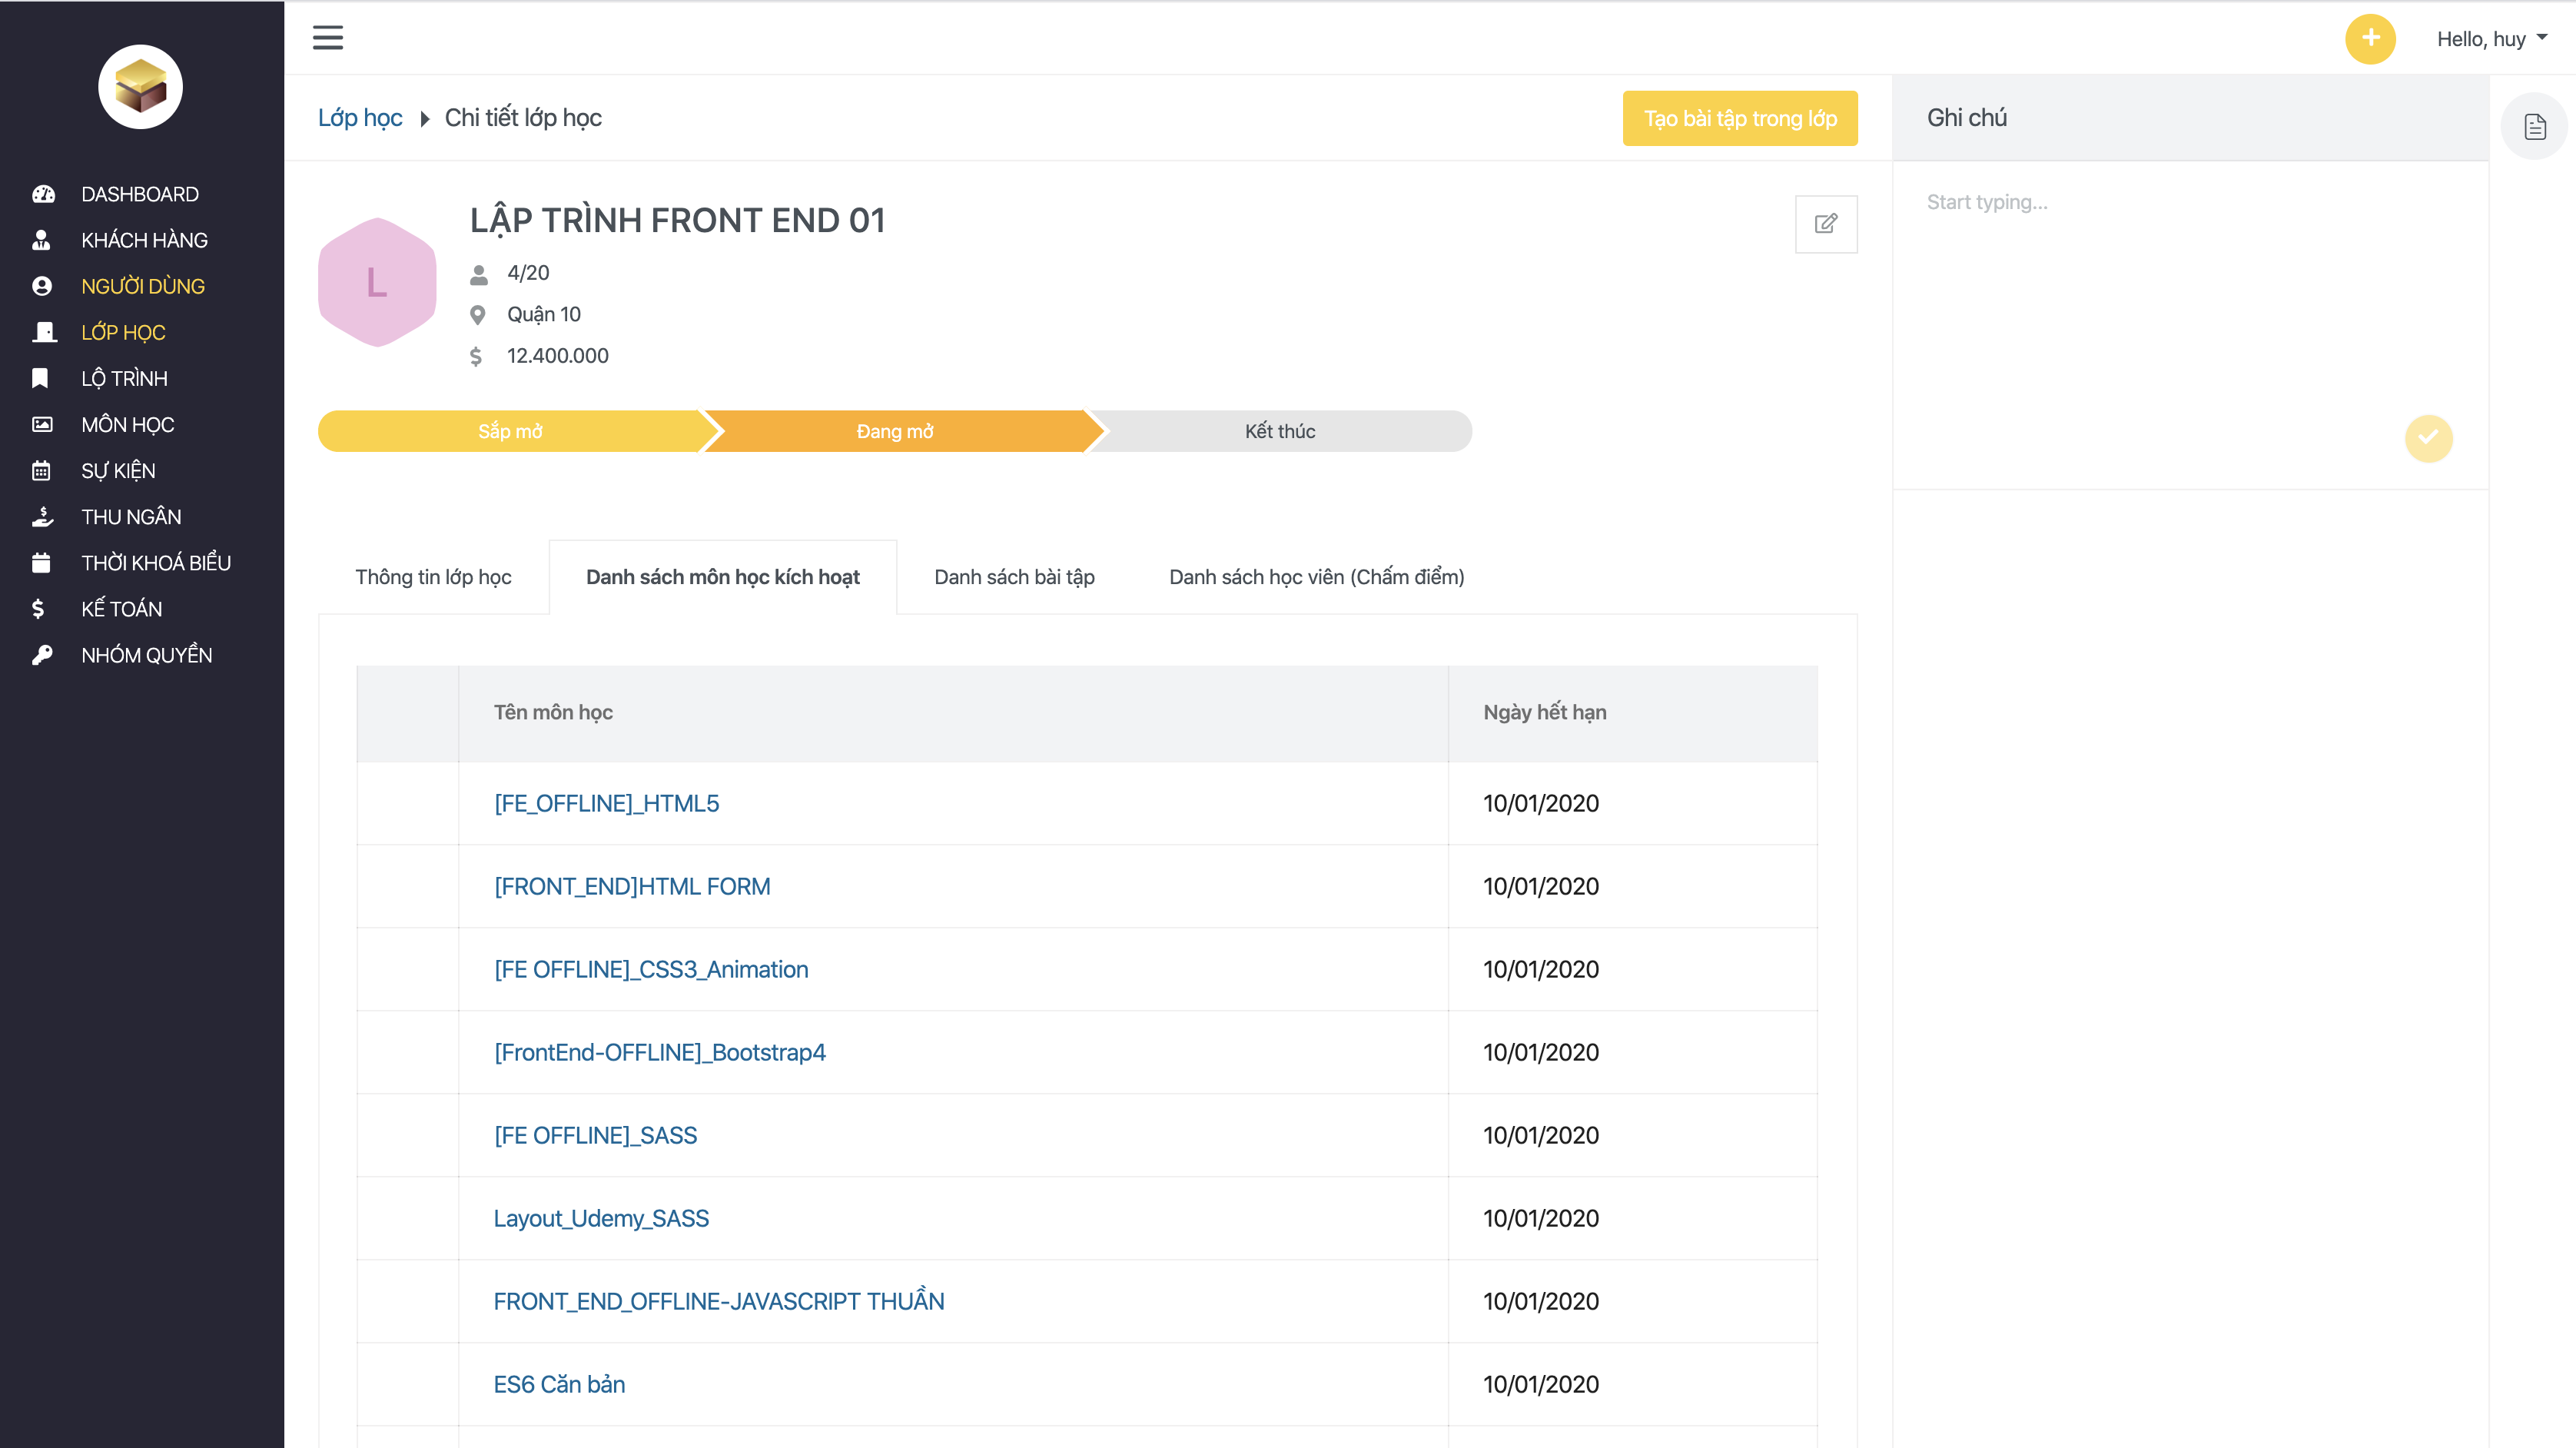 Hello, huy
DASHBOARD
KHÁCH HÀNG
NGƯỜI DÙNG
LỚP HỌC
LỘ TRÌNH
MÔN HỌC
SỰ KIỆN
THU NGÂN
THỜI KHOÁ BIỂU
KẾ TOÁN
NHÓM QUYỀN
Lớp học Chi tiết lớp học
Tạo bài tập trong lớp
L
LẬP TRÌNH FRONT END 01
4/20
Quận 10
12.400.000
Sắp mở Đang mở Kết thúc
Thông tin lớp học Danh sách môn học kích hoạt Danh sách bài tập Danh sách học viên (Chấm điểm)
Tên môn học Ngày hết hạn
[FE_OFFLINE]_HTML5 10/01/2020
[FRONT_END]HTML FORM 10/01/2020
[FE OFFLINE]_CSS3_Animation 10/01/2020
[FrontEnd-OFFLINE]_Bootstrap4 10/01/2020
[FE OFFLINE]_SASS 10/01/2020
Layout_Udemy_SASS 10/01/2020
FRONT_END_OFFLINE-JAVASCRIPT THUẦN 10/01/2020
ES6 Căn bản 10/01/2020
Ghi chú
Start typing...